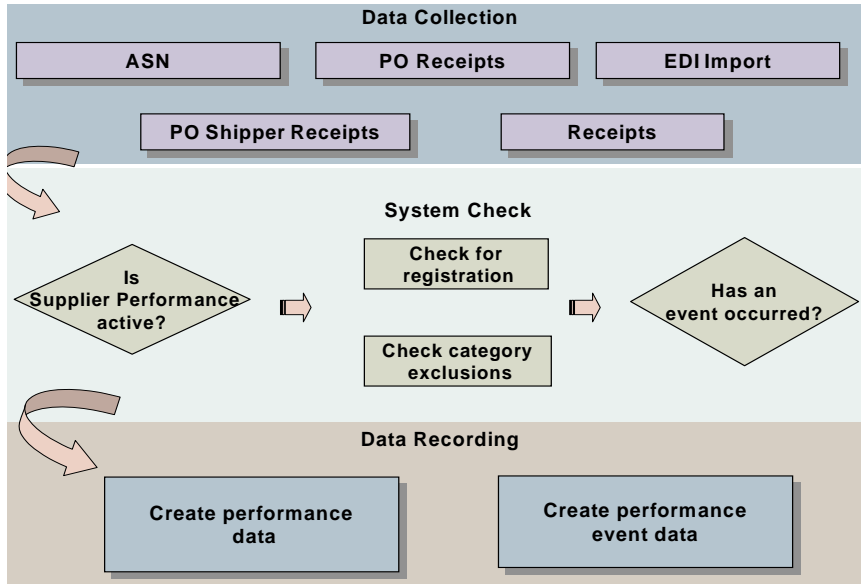 Data Collection
ASN
PO Receipts
EDI Import
PO Shipper Receipts
Receipts
System Check
Is
Supplier Performance
active?
Check for
registration
Check category
exclusions
Has an
event occurred?
Data Recording
Create performance
data
Create performance
event data